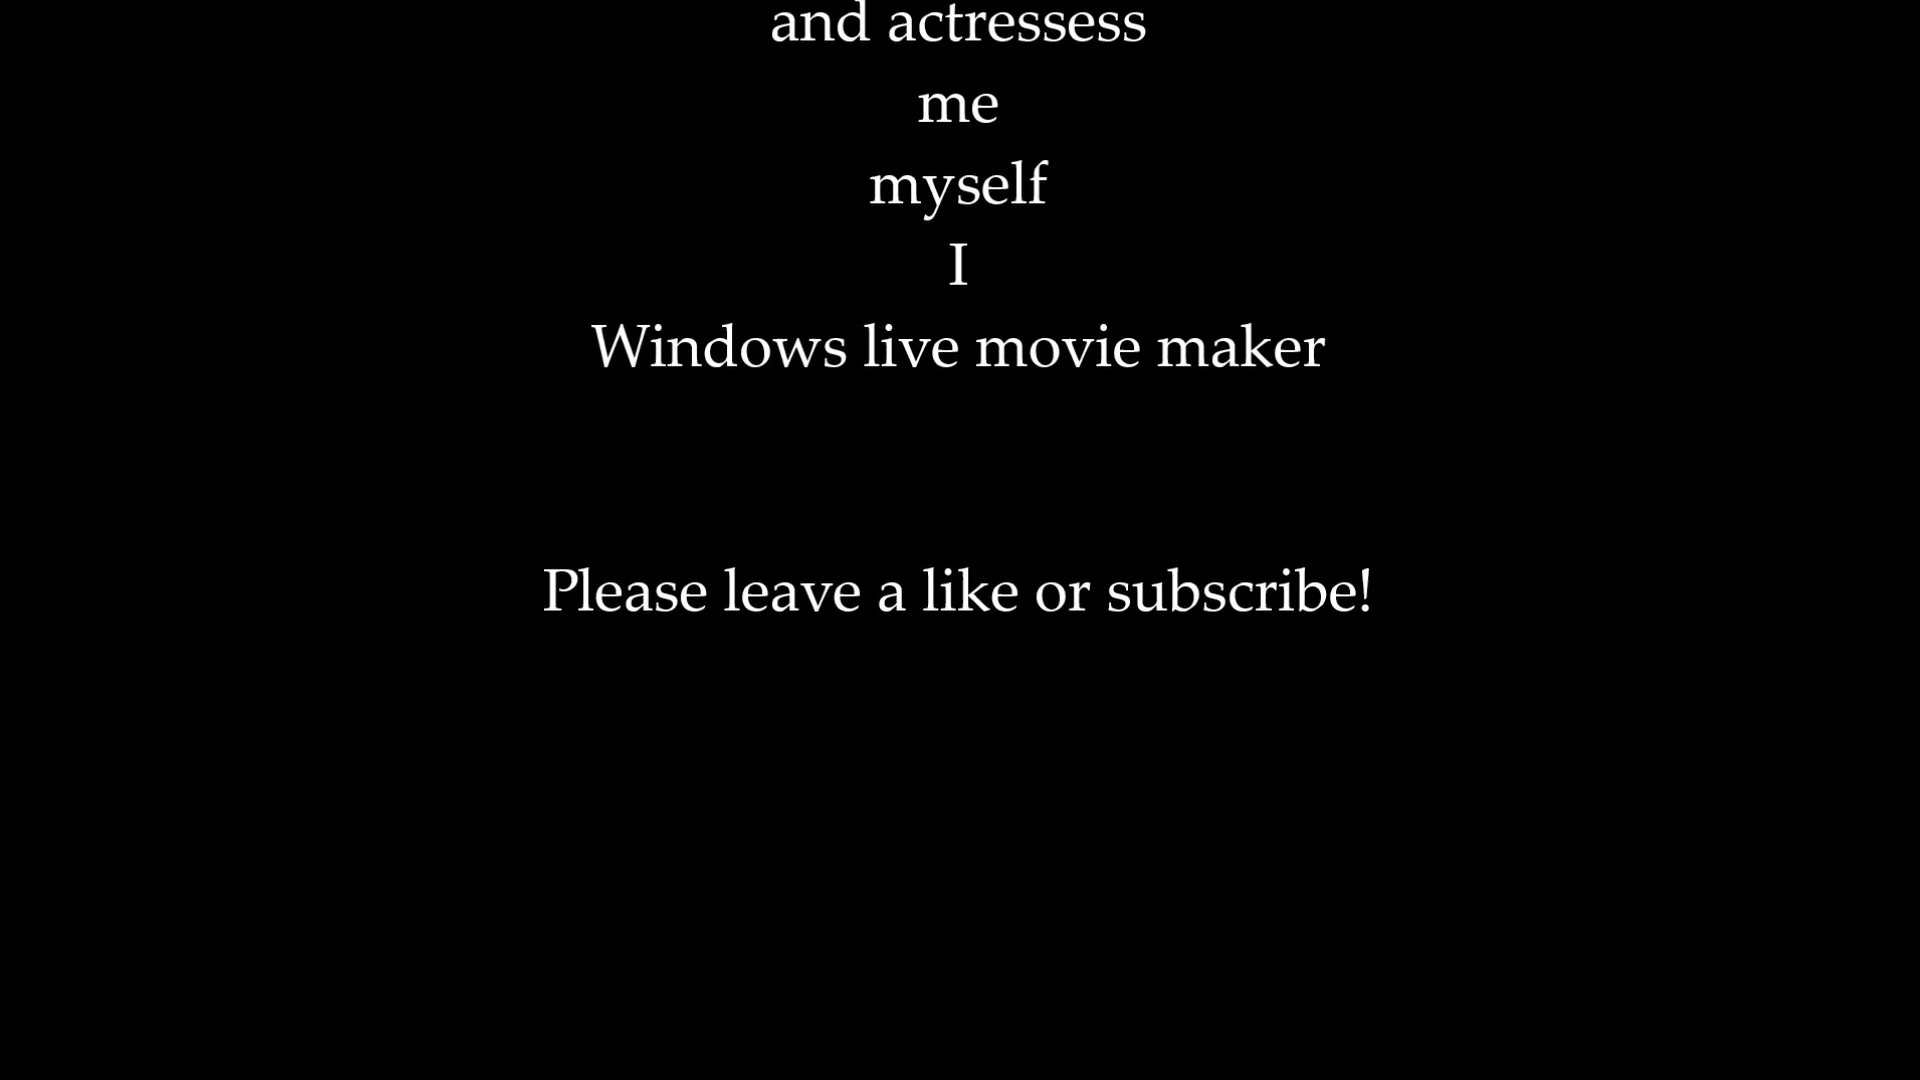 and actressess
me
myself
I
Windows live movie maker
Please leave a like or subscribe!